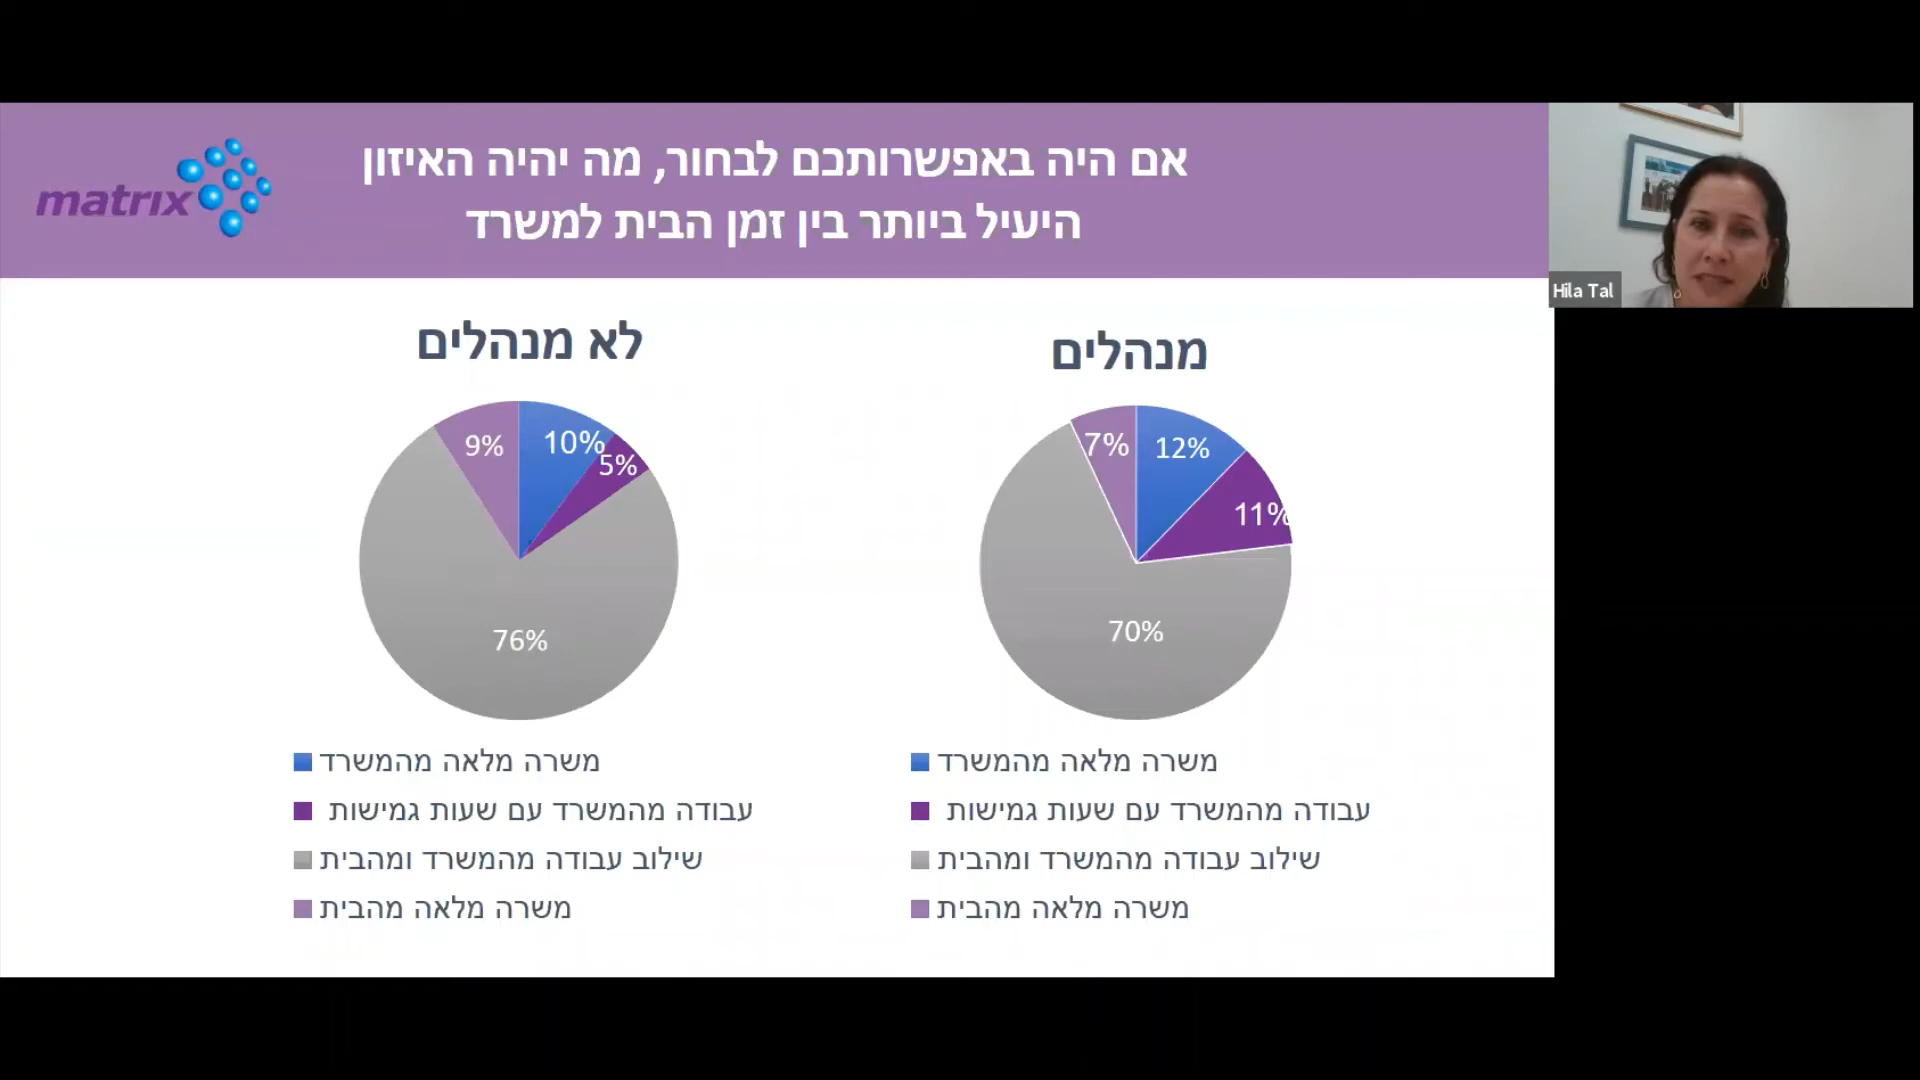 matrix
אם היה באפשרותכם לבחור, מה יהיה האיזון
היעיל ביותר בין זמן הבית למשרד
Hila Tal
מנהלים
12%
11%
70%
7%
משרה מלאה מהמשרד
עבודה מהמשרד עם שעות גמישות
שילוב עבודה מהמשרד ומהבית
משרה מלאה מהבית
לא מנהלים
10%
5%
76%
9%
משרה מלאה מהמשרד
עבודה מהמשרד עם שעות גמישות
שילוב עבודה מהמשרד ומהבית
משרה מלאה מהבית